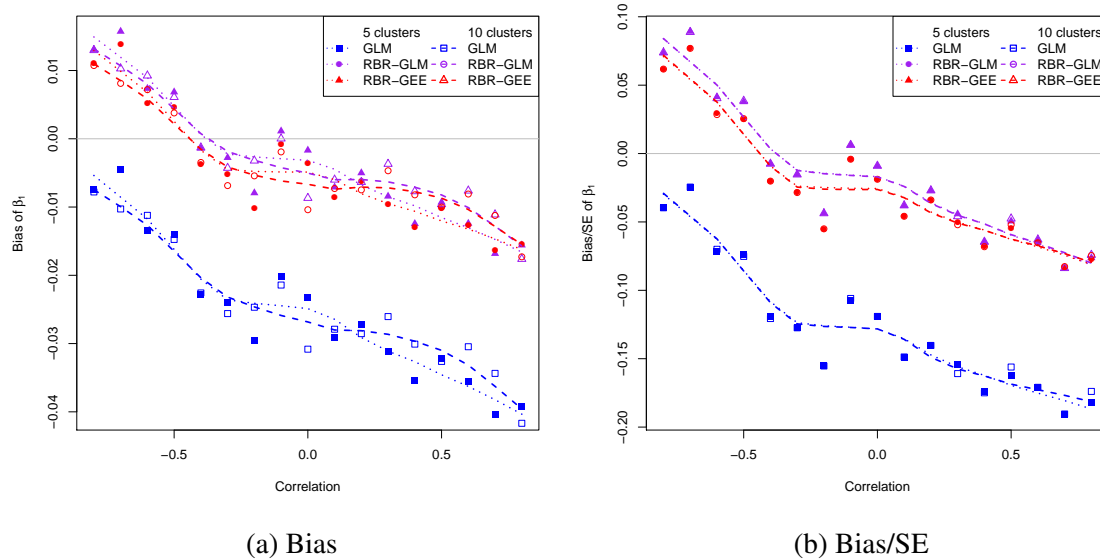 5 clusters 10 clusters
GLM GLM
RBR−GLM RBR−GLM
RBR−GEE RBR−GEE
0.01
0.00
−0.01
−0.02
−0.03
−0.04
Bias of β₁
−0.5 0.0 0.5
Correlation
(a) Bias
5 clusters 10 clusters
GLM GLM
RBR−GLM RBR−GLM
RBR−GEE RBR−GEE
0.10
0.05
0.00
−0.05
−0.10
−0.15
−0.20
Bias/SE of β₁
−0.5 0.0 0.5
Correlation
(b) Bias/SE